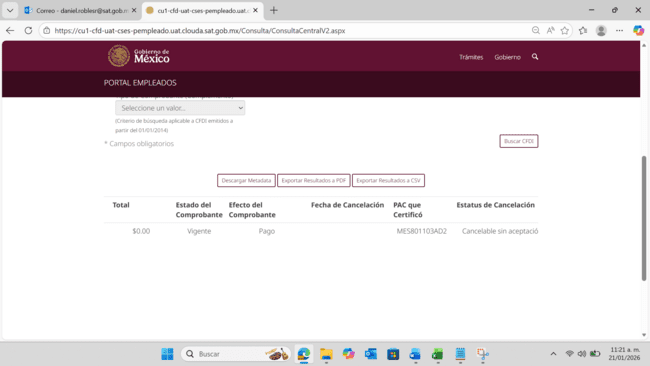 Correo - daniel.roblesr@sat.gob.m
cu1-cfd-uat-cses-pempleado.uat.
https://cu1-cfd-uat-cses-pempleado.uat.clouda.sat.gob.mx/Consulta/ConsultaCentralV2.aspx
Gobierno de
México
Trámites
Gobierno
PORTAL EMPLEADOS
Seleccione un valor...
(Criterio de búsqueda aplicable a CFDI emitidos a
partir del 01/01/2014)
* Campos obligatorios
Buscar CFDI
Descargar Metadata
Exportar Resultados a PDF
Exportar Resultados a CSV
Total
Estado del
Comprobante
Efecto del
Comprobante
Fecha de Cancelación
PAC que
Certificó
Estatus de Cancelación
$0.00
Vigente
Pago
MES801103AD2
Cancelable sin aceptació
Buscar
11:21 a. m.
21/01/2026